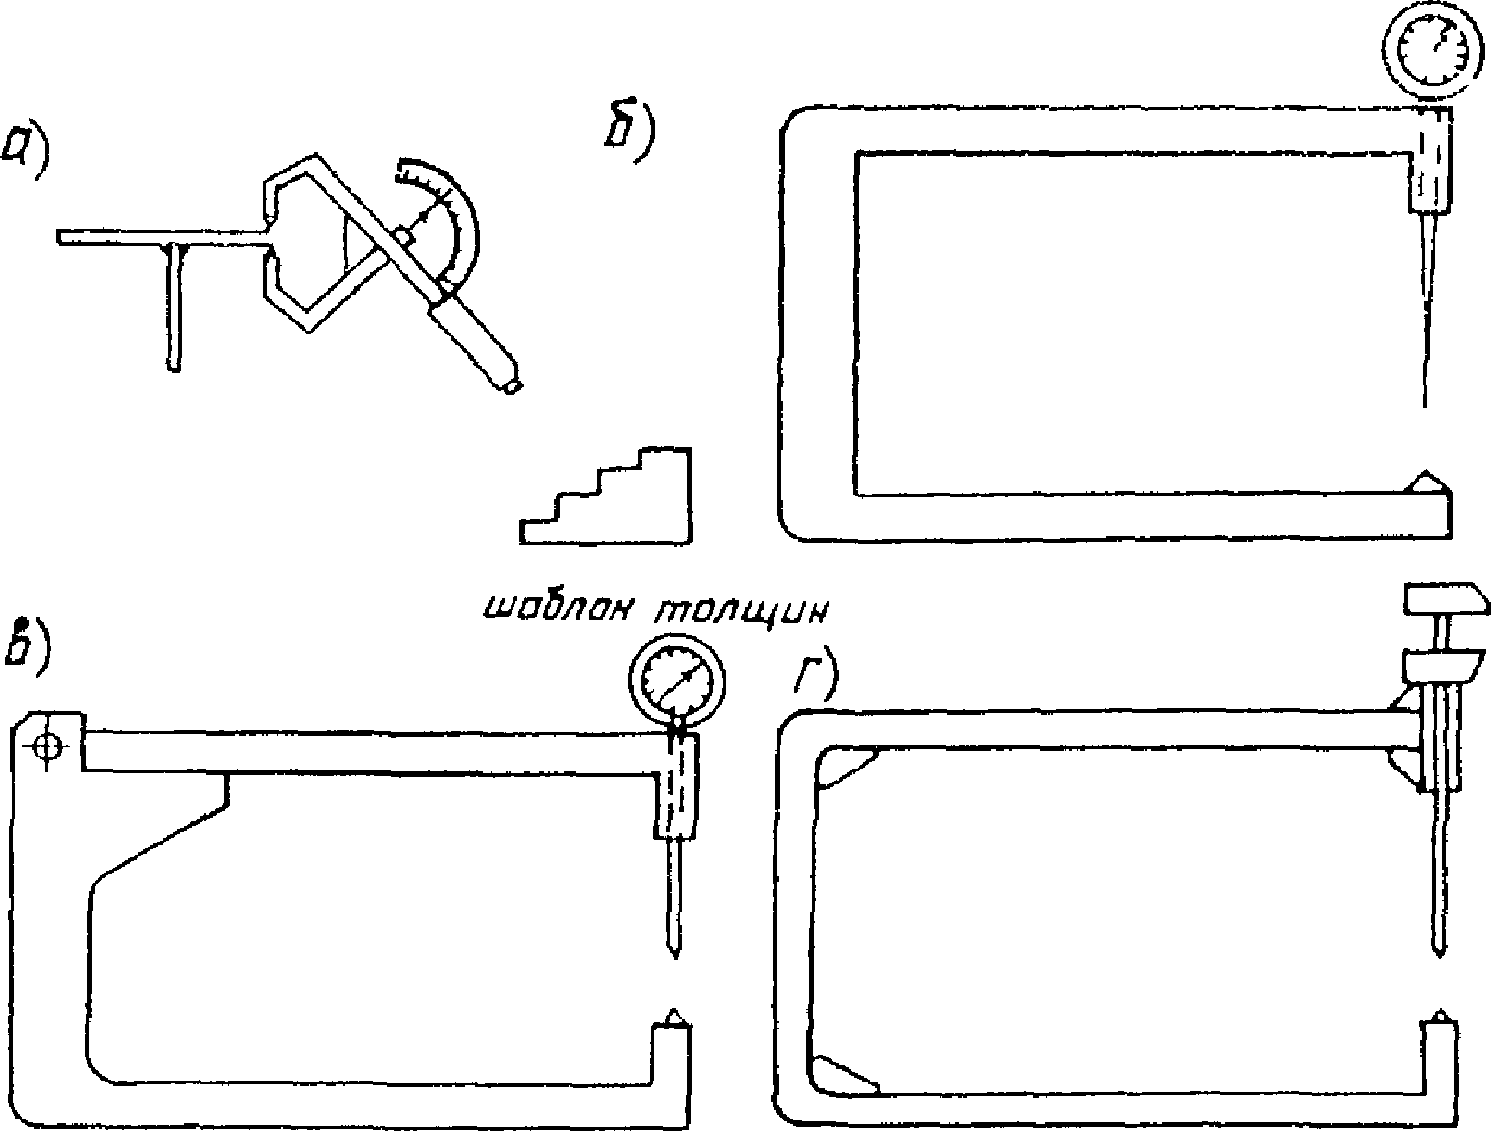 а)
б)
шаблон толщин
в)
г)